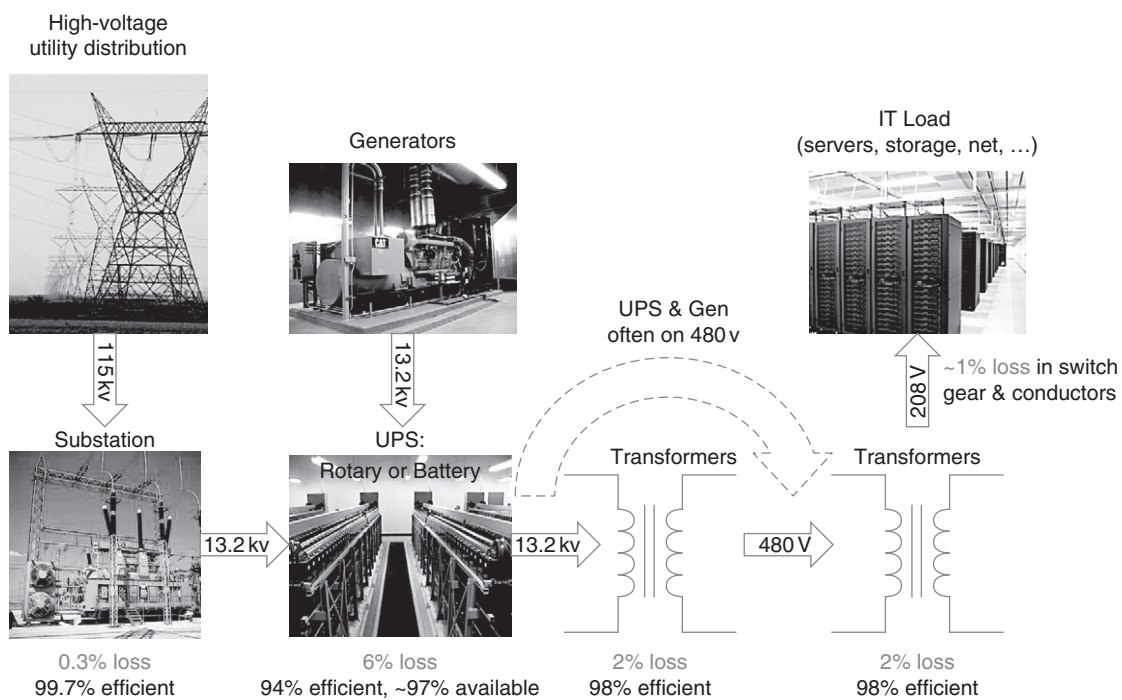 High-voltage
utility distribution
Generators
IT Load
(servers, storage, net, …)
CAT
UPS & Gen
often on 480 v
115 kv
13.2 kv
208 V
~1% loss in switch
gear & conductors
Substation
UPS:
Rotary or Battery
Transformers
Transformers
13.2 kv
13.2 kv
480 V
0.3% loss
99.7% efficient
6% loss
94% efficient, ~97% available
2% loss
98% efficient
2% loss
98% efficient